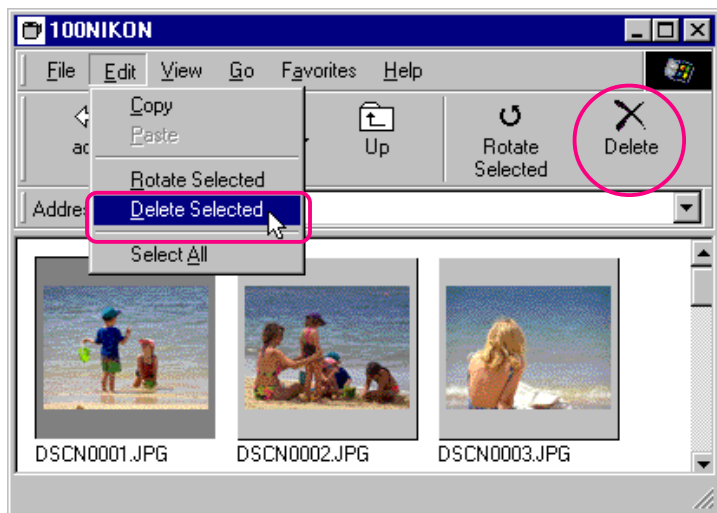 100NIKON
File Edit View Go Favorites Help
Copy
Paste
Rotate Selected
Delete Selected
Select All
Up
Rotate
Selected
Delete
DSCN0001.JPG DSCN0002.JPG DSCN0003.JPG